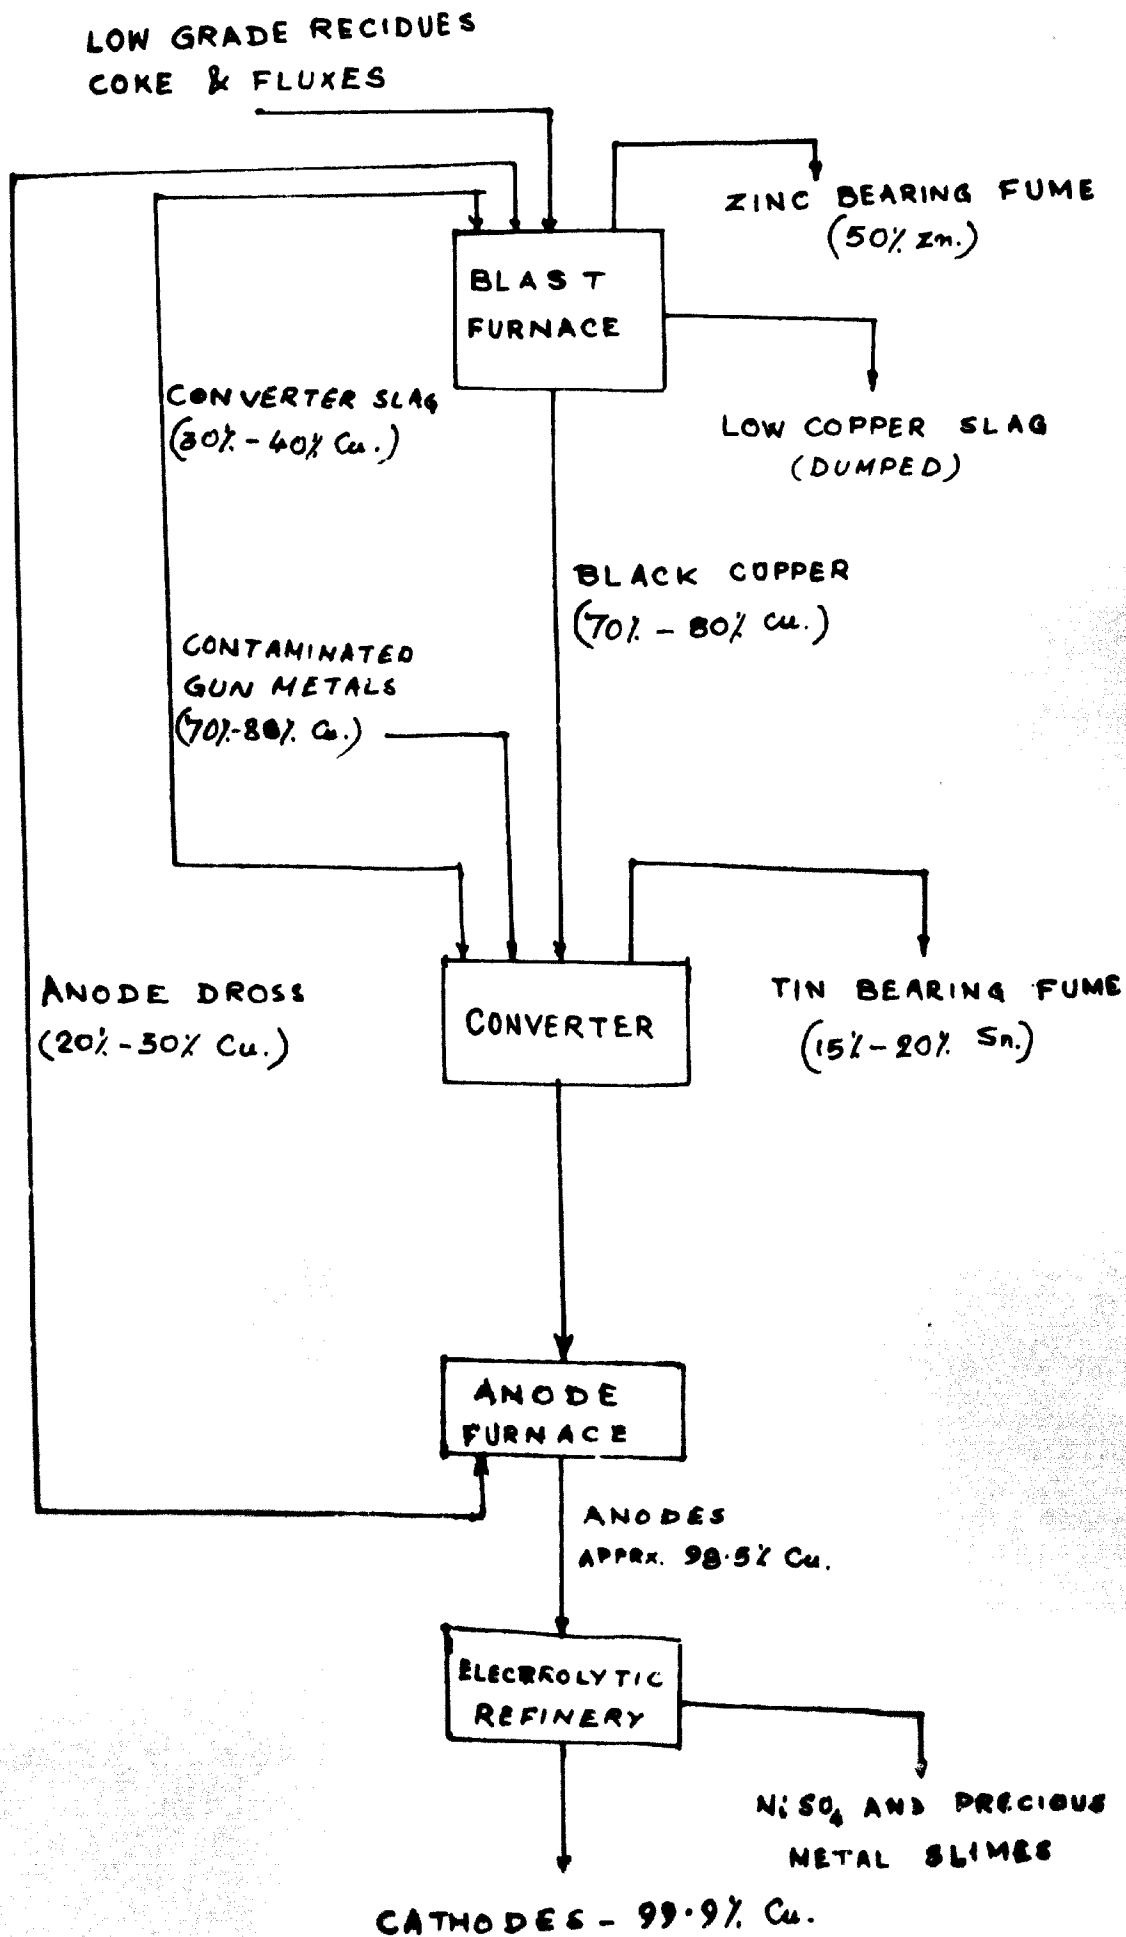 LOW GRADE RECIDUES
COKE & FLUXES
ZINC BEARING FUME
(50% Zn.)
BLAST
FURNACE
CONVERTER SLAG
(30%-40% Cu.)
LOW COPPER SLAG
(DUMPED)
BLACK COPPER
(70% - 80% Cu.)
CONTAMINATED
GUN METALS
(70%-80% Cu.)
ANODE DROSS
(20%-30% Cu.)
CONVERTER
TIN BEARING FUME
(15%-20% Sn.)
ANODE
FURNACE
ANODES
APPRX. 98.5% Cu.
ELECTROLYTIC
REFINERY
NiSO4 AND PRECIOUS
METAL SLIMES
CATHODES - 99.9% Cu.